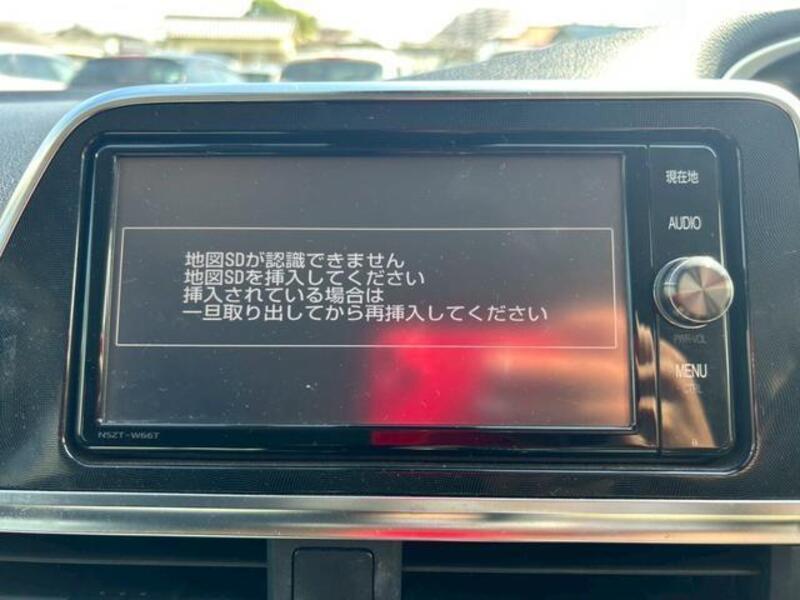 現在地
AUDIO
地図SDが認識できません
地図SDを挿入してください
挿入されている場合は
一旦取り出してから再挿入してください
PWR-VOL
MENU
CTRL
NSZT-W66T